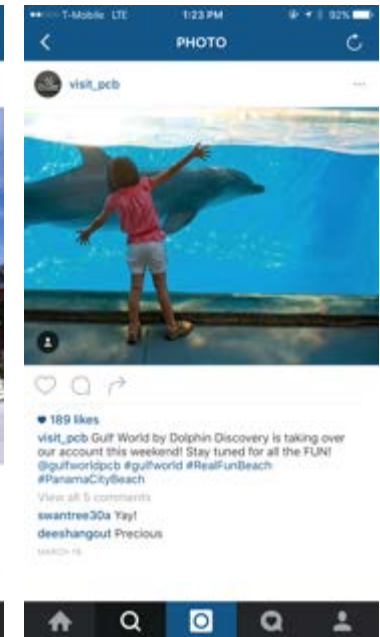 T-Mobile LTE 1:23 PM 92%
PHOTO
visit_pcb
189 likes
visit_pcb Gulf World by Dolphin Discovery is taking over
our account this weekend! Stay tuned for all the FUN!
@gulfworldpcb #gulfworld #RealFunBeach
#PanamaCityBeach
View all 5 comments
swantree30a Yay!
deeshangout Precious